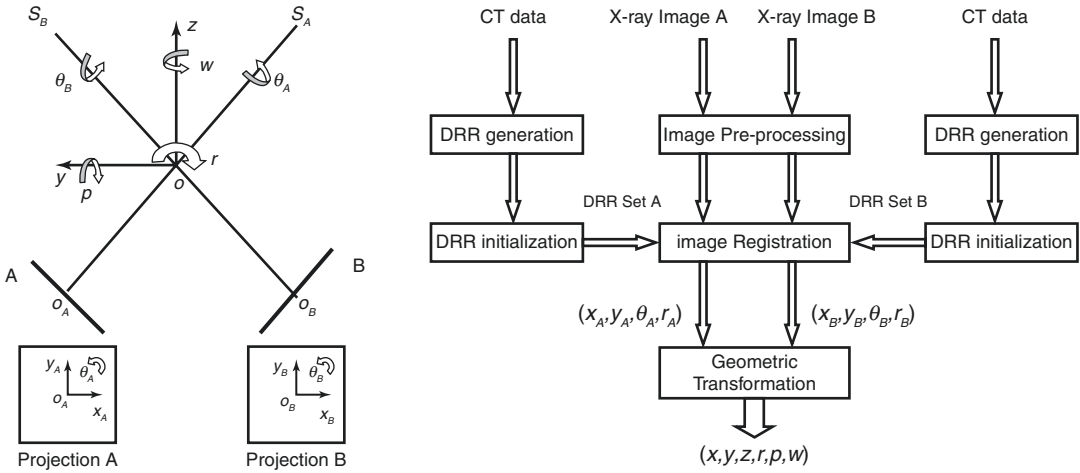 S_B
S_A
z
θ_B
w
θ_A
r
y
p
o
A
B
o_A
o_B
y_A
θ_A
o_A
x_A
y_B
θ_B
o_B
x_B
Projection A
Projection B
CT data
X-ray Image A
X-ray Image B
CT data
DRR generation
Image Pre-processing
DRR generation
DRR Set A
DRR Set B
DRR initialization
image Registration
DRR initialization
(x_A,y_A,θ_A,r_A)
(x_B,y_B,θ_B,r_B)
Geometric
Transformation
(x,y,z,r,p,w)